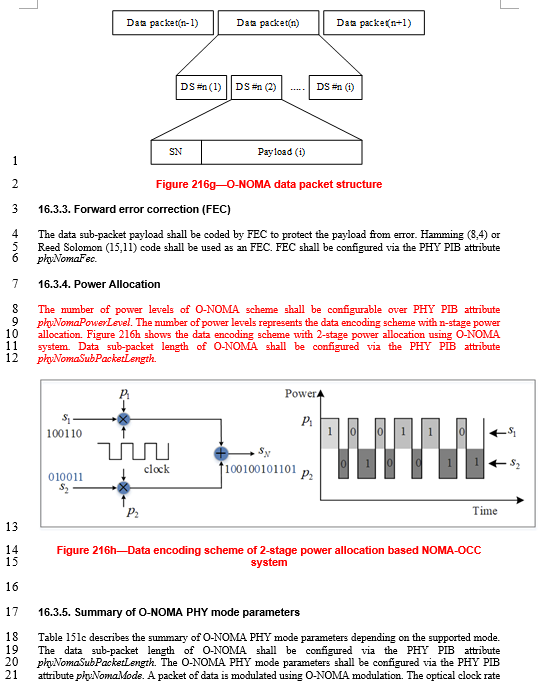 Data packet(n-1) Data packet(n) Data packet(n+1)
DS #n (1) DS #n (2) ..... DS #n (i)
SN Payload (i)
1
2 Figure 216g—O-NOMA data packet structure
3 16.3.3. Forward error correction (FEC)
4 The data sub-packet payload shall be coded by FEC to protect the payload from error. Hamming (8,4) or
5 Reed Solomon (15,11) code shall be used as an FEC. FEC shall be configured via the PHY PIB attribute
6 phyNomaFec.
7 16.3.4. Power Allocation
8 The number of power levels of O-NOMA scheme shall be configurable over PHY PIB attribute
9 phyNomaPowerLevel. The number of power levels represents the data encoding scheme with n-stage power
10 allocation. Figure 216h shows the data encoding scheme with 2-stage power allocation using O-NOMA
11 system. Data sub-packet length of O-NOMA shall be configured via the PHY PIB attribute
12 phyNomaSubPacketLength.
P1 Power
S1 P1 1 0 0 1 1 0 S1
100110
SN
clock 100100101101 P2 0 1 0 0 1 1 S2
010011
S2
P2 Time
13
14 Figure 216h—Data encoding scheme of 2-stage power allocation based NOMA-OCC
15 system
16
17 16.3.5. Summary of O-NOMA PHY mode parameters
18 Table 151c describes the summary of O-NOMA PHY mode parameters depending on the supported mode.
19 The data sub-packet length of O-NOMA shall be configured via the PHY PIB attribute
20 phyNomaSubPacketLength. The O-NOMA PHY mode parameters shall be configured via the PHY PIB
21 attribute phyNomaMode. A packet of data is modulated using O-NOMA modulation. The optical clock rate